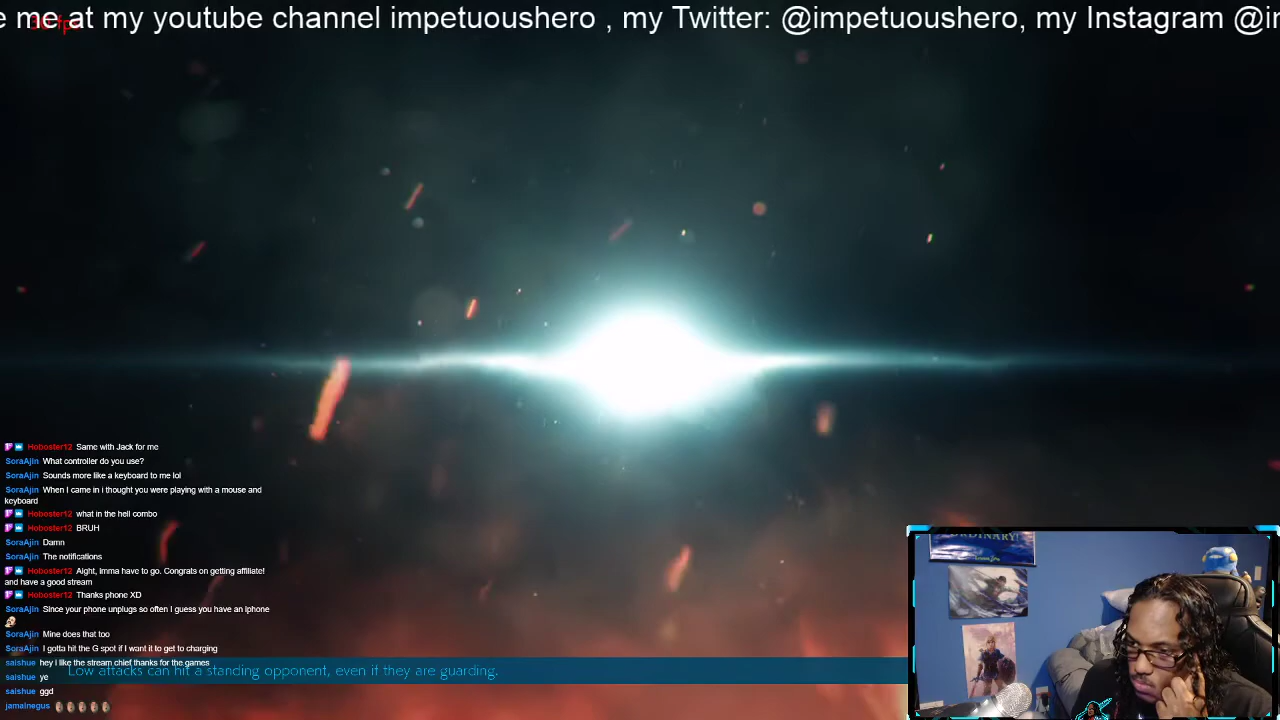 e me at my youtube channel impetuoushero , my Twitter: @impetuoushero, my Instagram @i
30 fps
Hoboster12 Same with Jack for me
SoraAjin What controller do you use?
SoraAjin Sounds more like a keyboard to me lol
SoraAjin When I came in i thought you were playing with a mouse and
keyboard
Hoboster12 what in the hell combo
Hoboster12 BRUH
SoraAjin Damn
SoraAjin The notifications
Hoboster12 Aight, Imma have to go. Congrats on getting affiliate!
and have a good stream
Hoboster12 Thanks phone XD
SoraAjin Since your phone unplugs so often I guess you have an Iphone
SoraAjin Mine does that too
SoraAjin I gotta hit the G spot if I want it to get to charging
saishue hey i like the stream chief thanks for the games
Low attacks can hit a standing opponent, even if they are guarding.
saishue ye
saishue ggd
jamalnegus